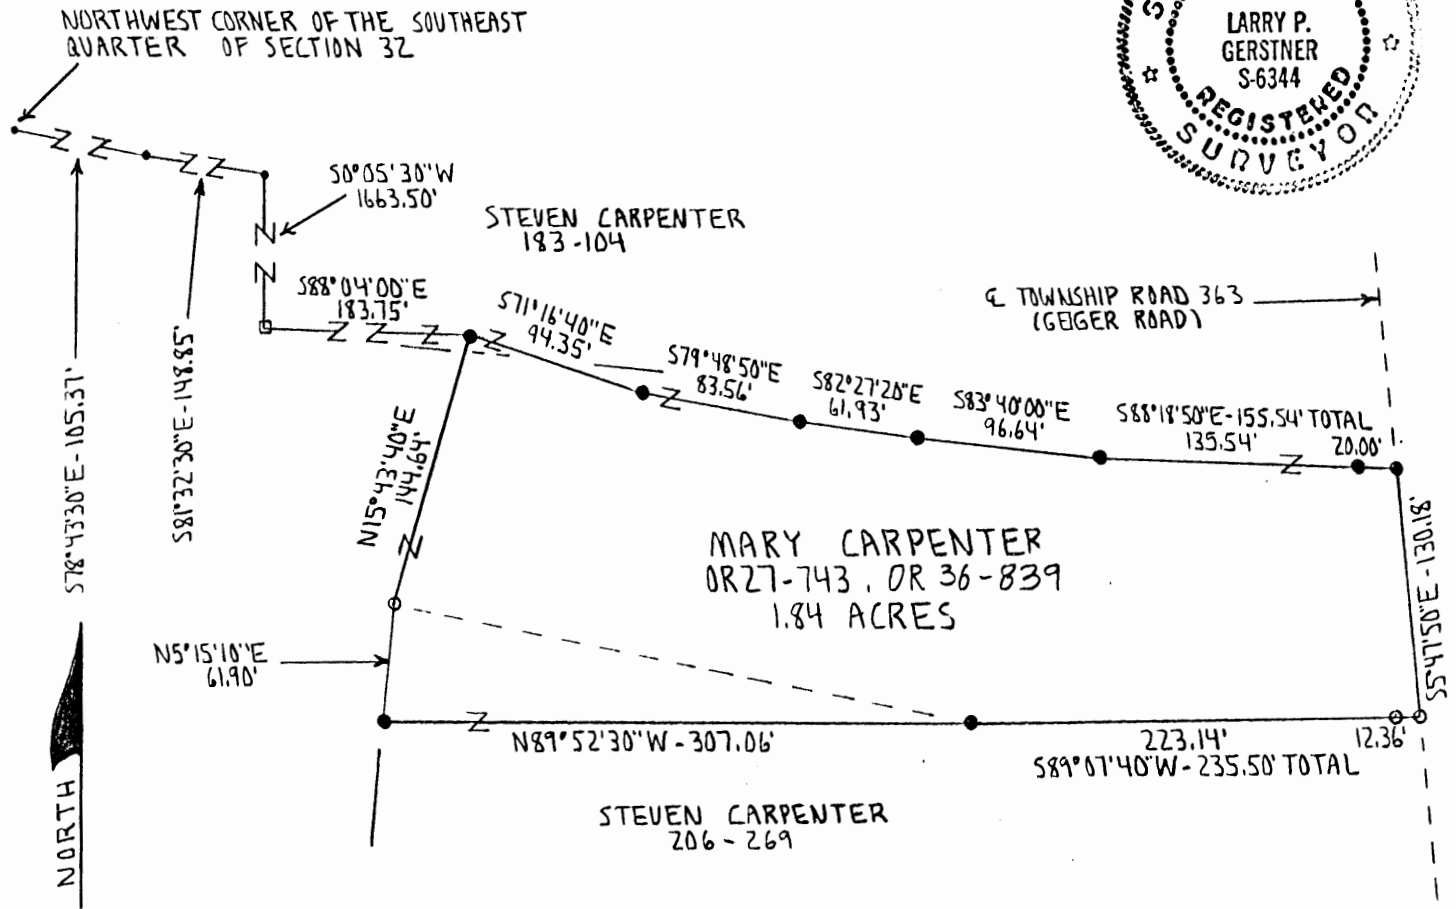 NORTHWEST CORNER OF THE SOUTHEAST
QUARTER OF SECTION 32
LARRY P.
GERSTNER
S-6344
REGISTERED
SURVEYOR
S0°05'30"W
1663.50'
STEVEN CARPENTER
183-104
℄ TOWNSHIP ROAD 363
(GEIGER ROAD)
S88°04'00"E
183.75'
S71°16'40"E
94.35'
S79°48'50"E
83.56'
S82°27'20"E
61.93'
S83°40'00"E
96.64'
S88°18'50"E-155.54' TOTAL
135.54'
20.00'
S78°43'30"E-105.37'
S81°32'30"E-148.85'
N15°43'40"E
144.64'
MARY CARPENTER
OR27-743, OR 36-839
1.84 ACRES
S5°47'50"E-130.18'
N5°15'10"E
61.90'
N89°52'30"W-307.06'
223.14'
12.36'
S89°07'40"W-235.50' TOTAL
STEVEN CARPENTER
206-269
NORTH